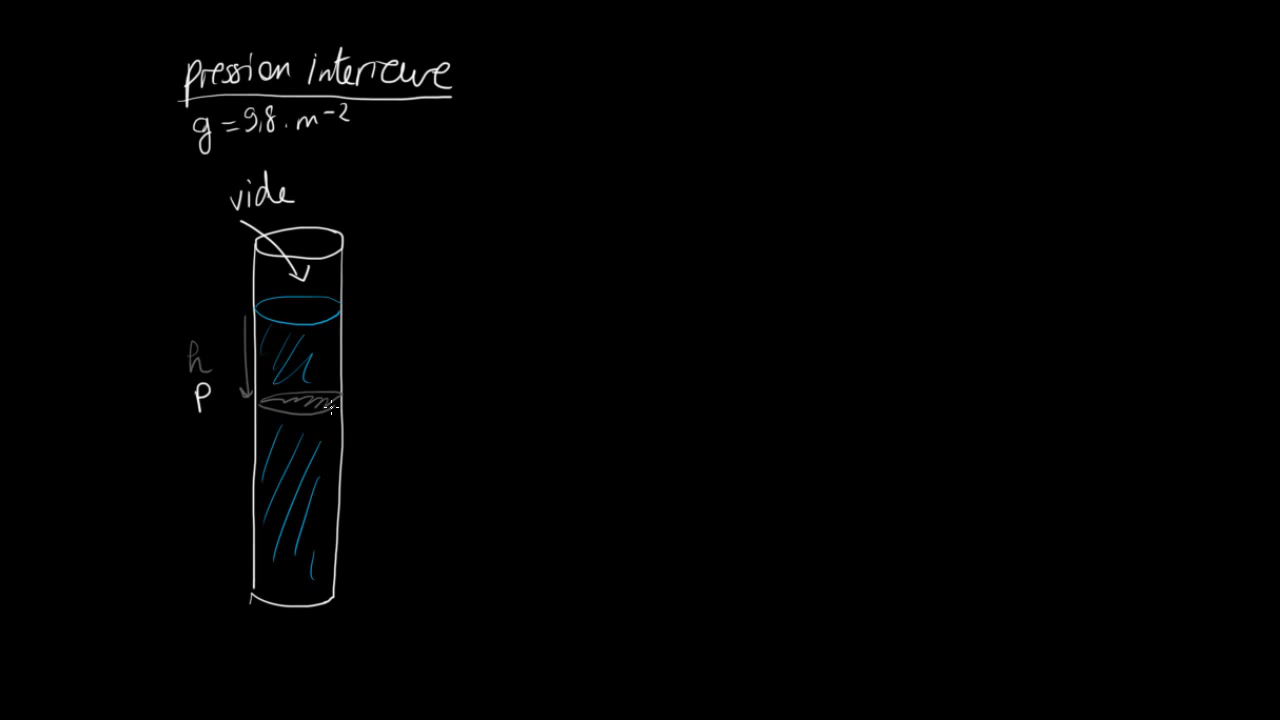 pression interieure
g = 9,8 . m⁻²
vide
h
P